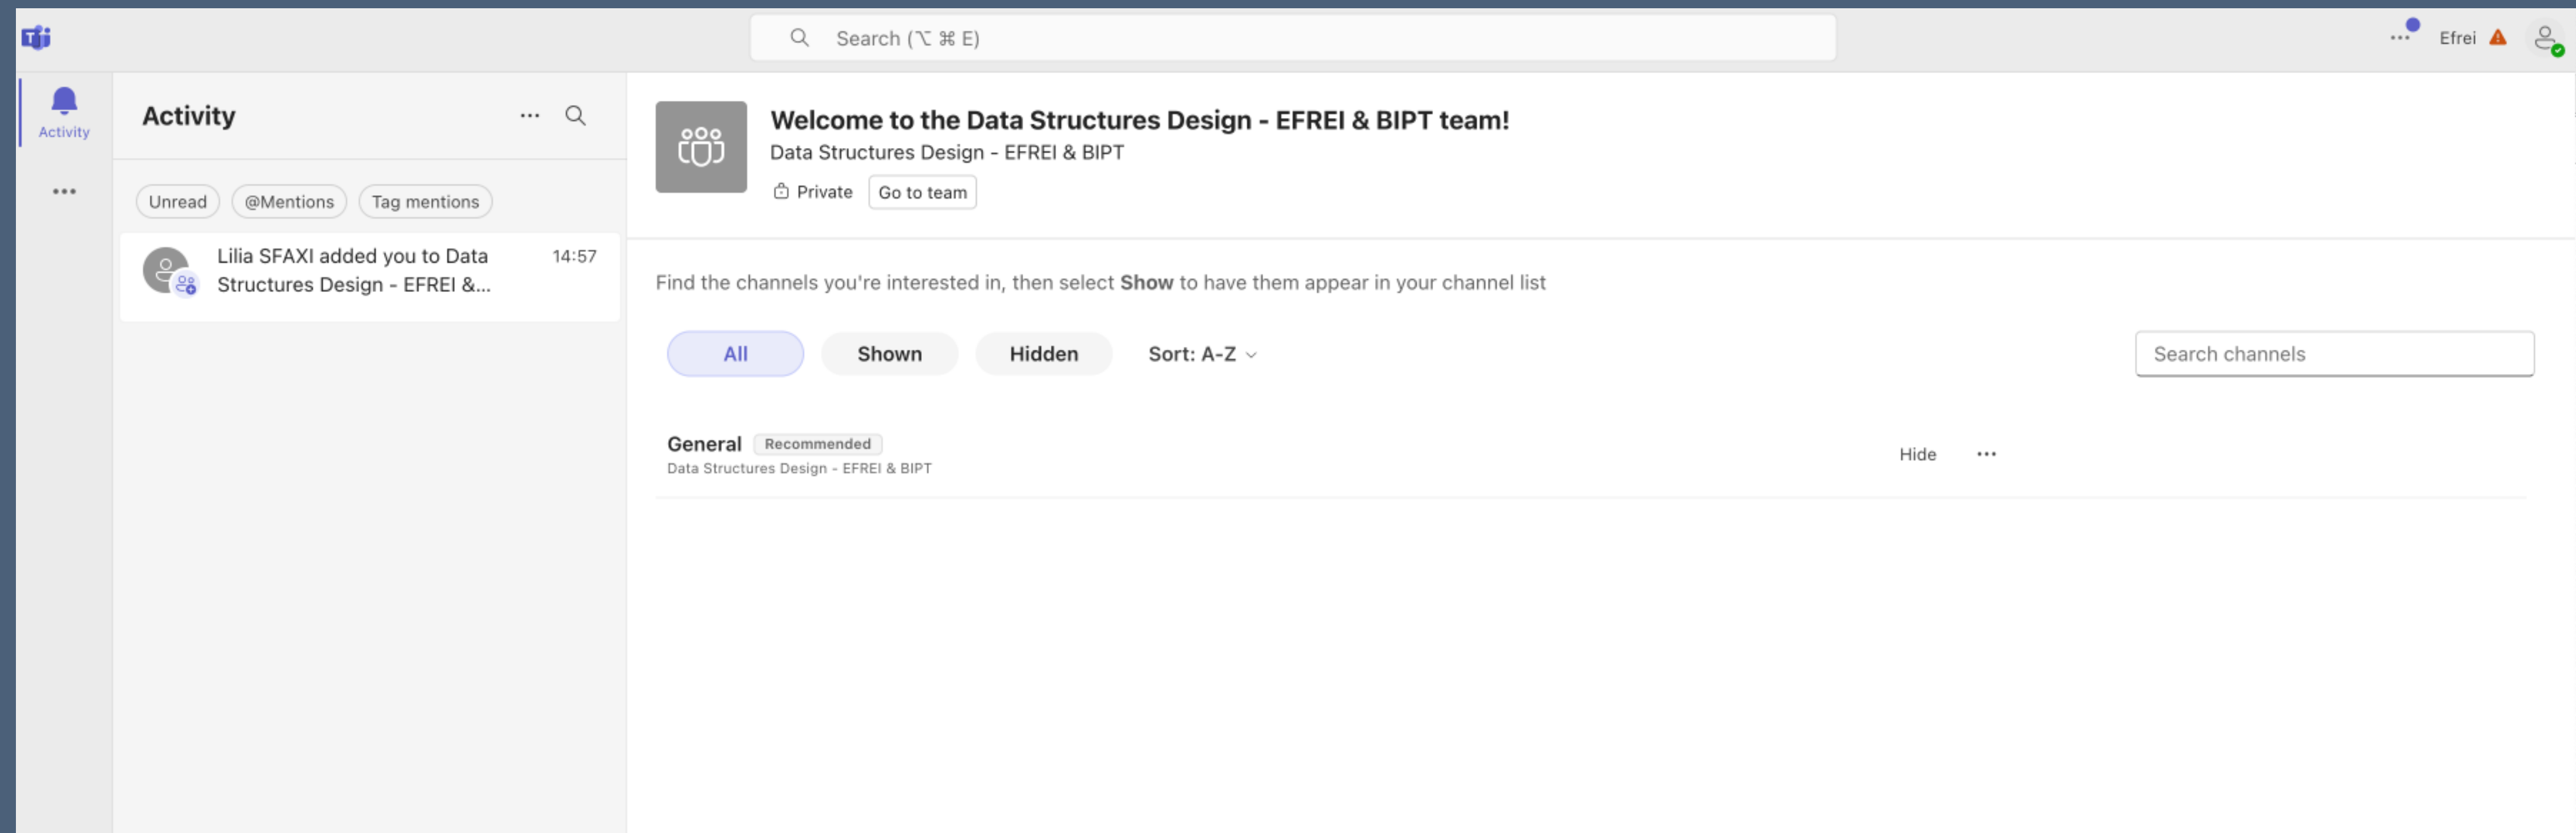 Search (⌥ ⌘ E)
Efrei
Activity
Activity
Unread
@Mentions
Tag mentions
Lilia SFAXI added you to Data
14:57
Structures Design - EFREI &...
Welcome to the Data Structures Design - EFREI & BIPT team!
Data Structures Design - EFREI & BIPT
Private
Go to team
Find the channels you're interested in, then select Show to have them appear in your channel list
All
Shown
Hidden
Sort: A-Z
Search channels
General
Recommended
Data Structures Design - EFREI & BIPT
Hide